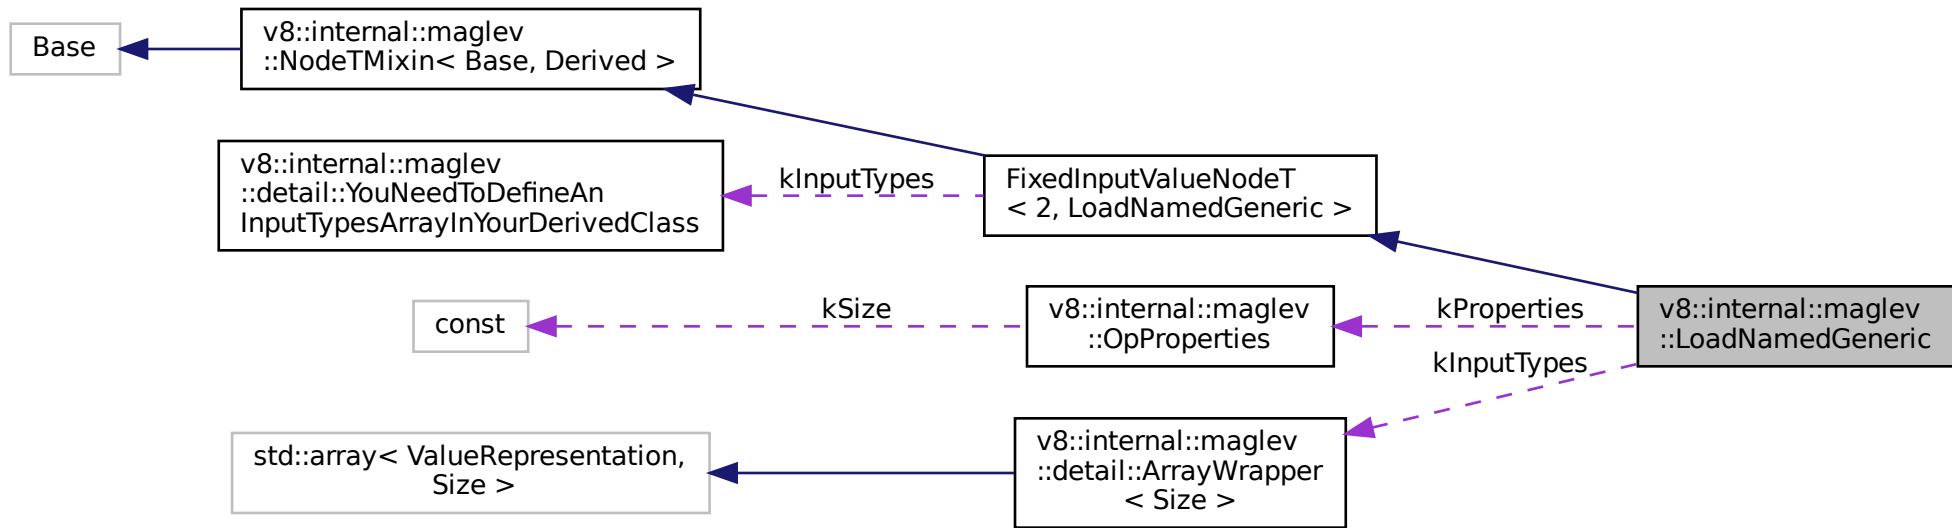 Base
v8::internal::maglev
::NodeTMixin< Base, Derived >
v8::internal::maglev
::detail::YouNeedToDefineAn
InputTypesArrayInYourDerivedClass
kInputTypes
FixedInputValueNodeT
< 2, LoadNamedGeneric >
const
kSize
v8::internal::maglev
::OpProperties
kProperties
kInputTypes
v8::internal::maglev
::LoadNamedGeneric
std::array< ValueRepresentation,
Size >
v8::internal::maglev
::detail::ArrayWrapper
< Size >